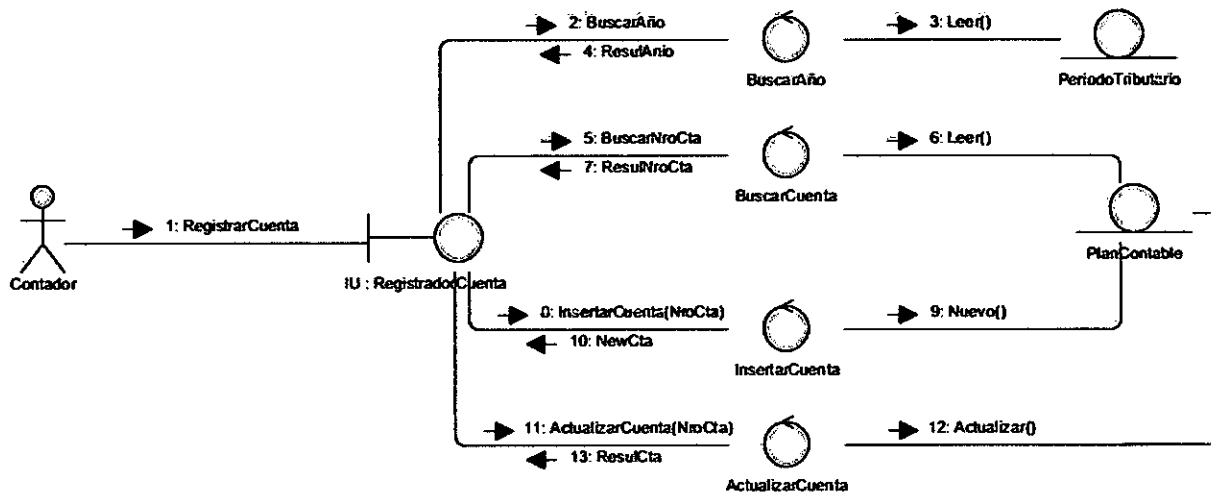 2: BuscarAño
3: Leer()
4: ResulAnio
BuscarAño
PeriodoTributario
5: BuscarNroCta
6: Leer()
7: ResulNroCta
BuscarCuenta
1: RegistrarCuenta
Contador
IU : RegistradorCuenta
PlanContable
8: InsertarCuenta(NroCta)
9: Nuevo()
10: NewCta
InsertarCuenta
11: ActualizarCuenta(NroCta)
12: Actualizar()
13: ResulCta
ActualizarCuenta